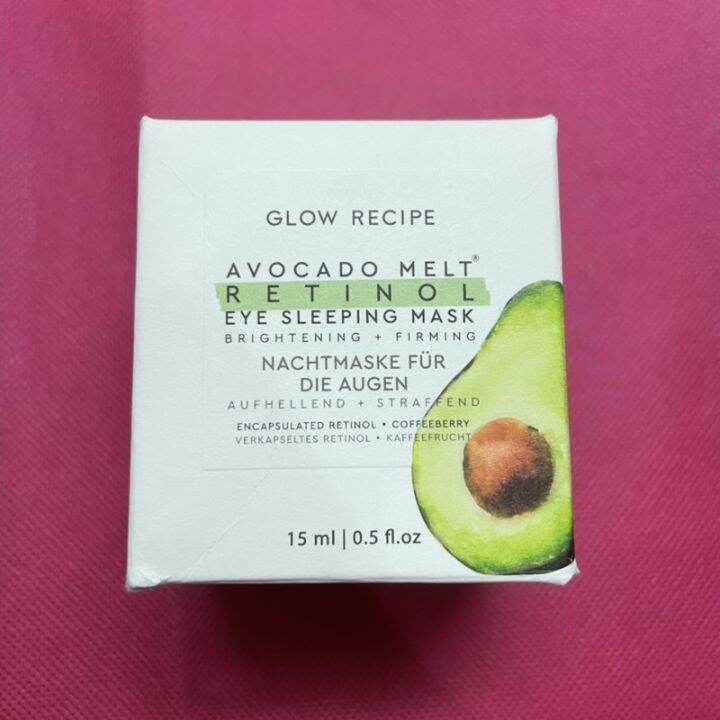 GLOW RECIPE
AVOCADO MELT®
RETINOL
EYE SLEEPING MASK
BRIGHTENING + FIRMING
NACHTMASKE FÜR
DIE AUGEN
AUFHELLEND + STRAFFEND
ENCAPSULATED RETINOL • COFFEEBERRY
VERKAPSELTES RETINOL • KAFFEEFRUCHT
15 ml | 0.5 fl.oz